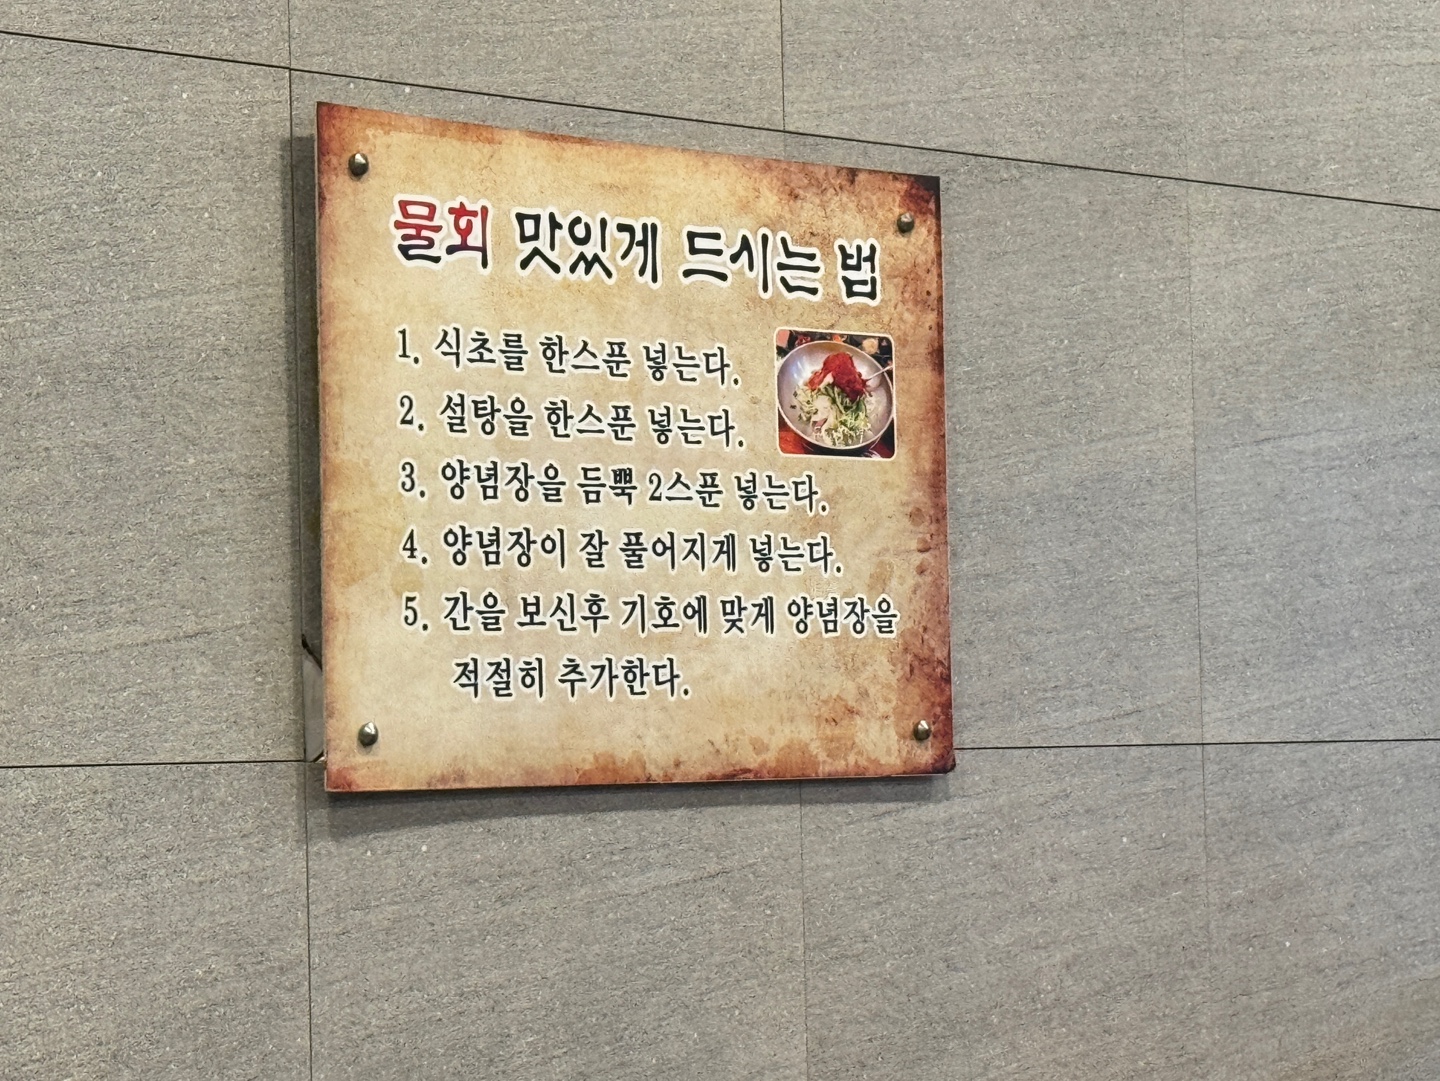 물회 맛있게 드시는 법
1. 식초를 한스푼 넣는다.
2. 설탕을 한스푼 넣는다.
3. 양념장을 듬뿍 2스푼 넣는다.
4. 양념장이 잘 풀어지게 넣는다.
5. 간을 보신후 기호에 맞게 양념장을
적절히 추가한다.